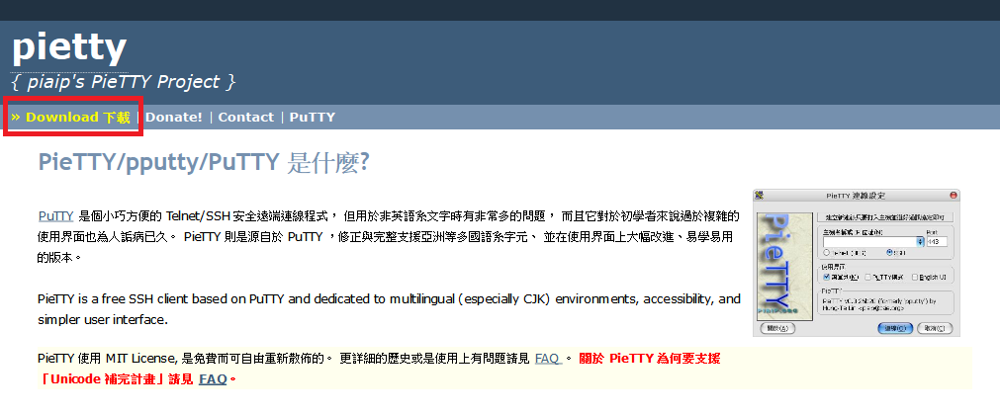 pietty
{ piaip's PieTTY Project }
» Download 下載 | Donate! | Contact | PuTTY
PieTTY/pputty/PuTTY 是什麼?
PuTTY 是個小巧方便的 Telnet/SSH 安全遠端連線程式， 但用於非英語系文字時有非常多的問題， 而且它對於初學者來說過於複雜的
使用界面也為人詬病已久。 PieTTY 則是源自於 PuTTY ，修正與完整支援亞洲等多國語系字元、 並在使用界面上大幅改進、易學易用
的版本。
PieTTY is a free SSH client based on PuTTY and dedicated to multilingual (especially CJK) environments, accessibility, and
simpler user interface.
PieTTY 使用 MIT License, 是免費而可自由重新散佈的。 更詳細的歷史或是使用上有問題請見 FAQ 。 關於 PieTTY 為何要支援
「Unicode 補完計畫」請見 FAQ。
PieTTY 連線設定
Port
443
SSH
English UI
PieTTY
PieTTY
關於(A)
取消(C)